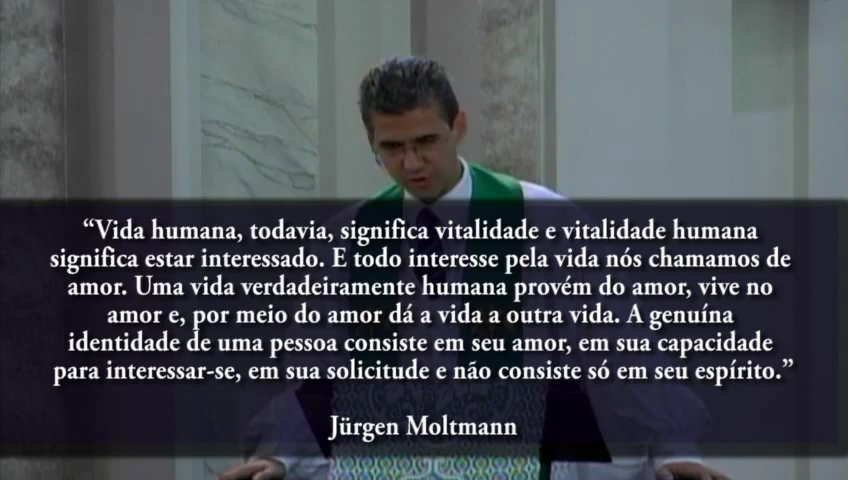 “Vida humana, todavia, significa vitalidade e vitalidade humana
significa estar interessado. E todo interesse pela vida nós chamamos de
amor. Uma vida verdadeiramente humana provém do amor, vive no
amor e, por meio do amor dá a vida a outra vida. A genuína
identidade de uma pessoa consiste em seu amor, em sua capacidade
para interessar-se, em sua solicitude e não consiste só em seu espírito.”
Jürgen Moltmann